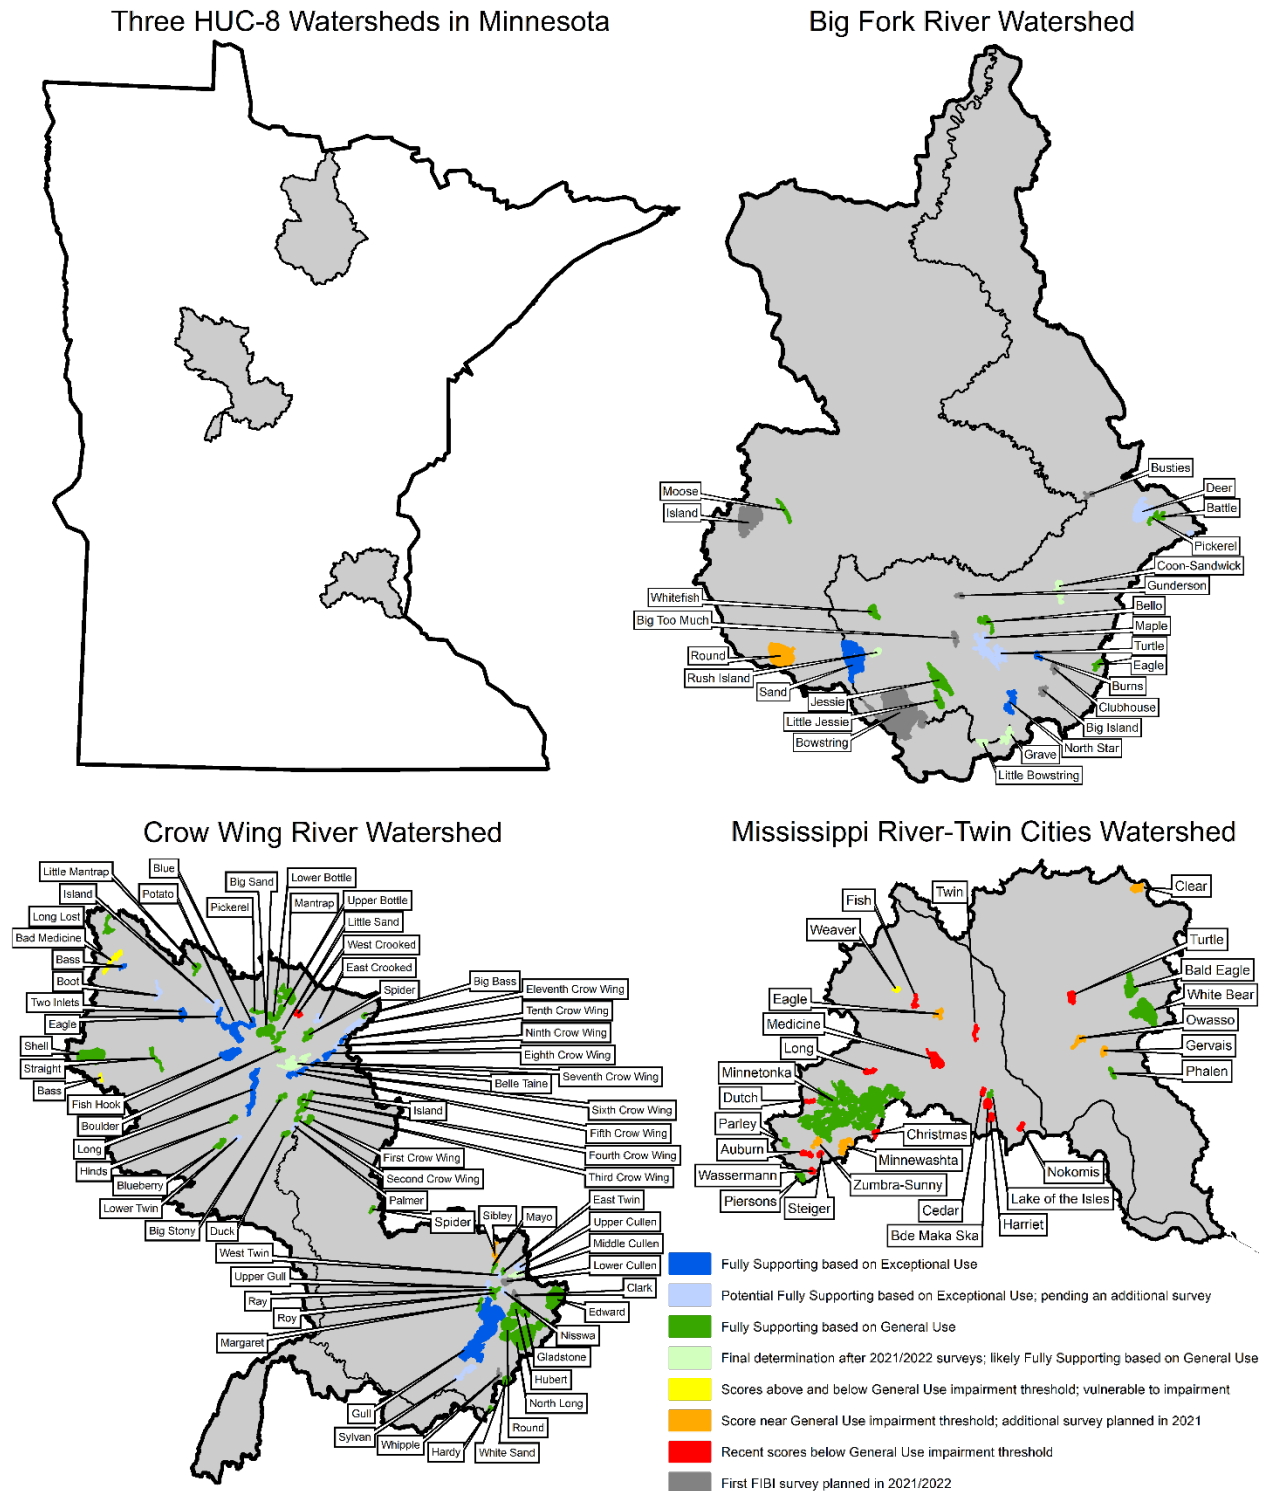 Three HUC-8 Watersheds in Minnesota
Big Fork River Watershed
Busties
Moose
Deer
Island
Battle
Pickerel
Coon-Sandwick
Gunderson
Whitefish
Bello
Big Too Much
Maple
Turtle
Round
Eagle
Rush Island
Burns
Sand
Clubhouse
Jessie
Big Island
Little Jessie
North Star
Bowstring
Grave
Little Bowstring
Crow Wing River Watershed
Little Mantrap
Blue
Island
Potato
Big Sand
Lower Bottle
Pickerel
Mantrap
Upper Bottle
Long Lost
Little Sand
Bad Medicine
West Crooked
Bass
East Crooked
Boot
Spider
Big Bass
Two Inlets
Eleventh Crow Wing
Eagle
Tenth Crow Wing
Shell
Ninth Crow Wing
Straight
Eighth Crow Wing
Bass
Seventh Crow Wing
Belle Taine
Fish Hook
Island
Sixth Crow Wing
Boulder
Fifth Crow Wing
Long
Fourth Crow Wing
Hinds
First Crow Wing
Third Crow Wing
Blueberry
Second Crow Wing
Lower Twin
Palmer
East Twin
Big Stony
Duck
Spider
Sibley
Mayo
Upper Cullen
West Twin
Middle Cullen
Upper Gull
Lower Cullen
Ray
Clark
Roy
Edward
Margaret
Nisswa
Gladstone
Hubert
North Long
Gull
Round
Sylvan
Whipple
Hardy
White Sand
Mississippi River-Twin Cities Watershed
Twin
Clear
Fish
Weaver
Turtle
Bald Eagle
Eagle
White Bear
Medicine
Owasso
Long
Gervais
Minnetonka
Phalen
Dutch
Parley
Christmas
Auburn
Minnewashta
Wassermann
Nokomis
Zumbra-Sunny
Piersons
Steiger
Lake of the Isles
Cedar
Harriet
Bde Maka Ska
Fully Supporting based on Exceptional Use
Potential Fully Supporting based on Exceptional Use; pending an additional survey
Fully Supporting based on General Use
Final determination after 2021/2022 surveys; likely Fully Supporting based on General Use
Scores above and below General Use impairment threshold; vulnerable to impairment
Score near General Use impairment threshold; additional survey planned in 2021
Recent scores below General Use impairment threshold
First FIBI survey planned in 2021/2022